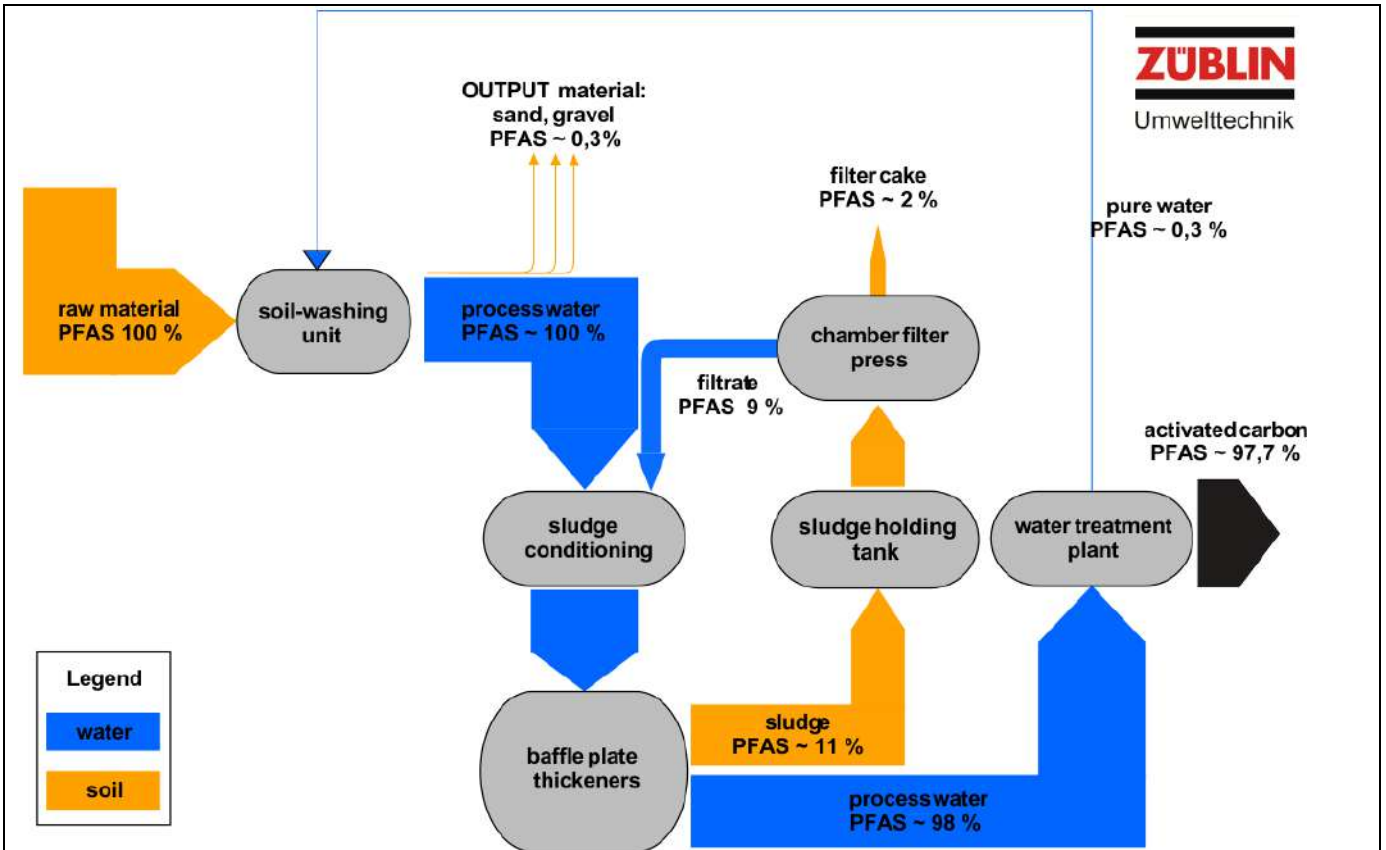 ZÜBLIN
Umwelttechnik
OUTPUT material:
sand, gravel
PFAS ~ 0,3%
filter cake
PFAS ~ 2 %
pure water
PFAS ~ 0,3 %
raw material
PFAS 100 %
soil-washing
unit
process water
PFAS ~ 100 %
chamber filter
press
filtrate
PFAS 9 %
activated carbon
PFAS ~ 97,7 %
sludge
conditioning
sludge holding
tank
water treatment
plant
Legend
water
soil
baffle plate
thickeners
sludge
PFAS ~ 11 %
process water
PFAS ~ 98 %